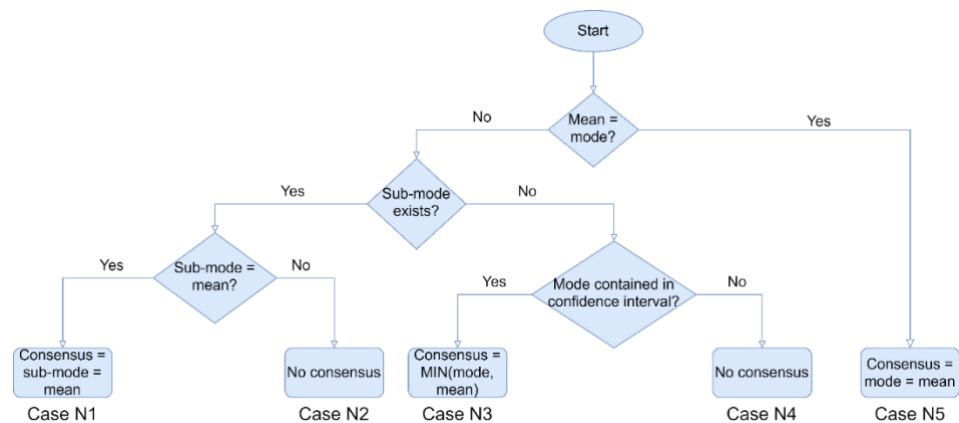 Start
Mean =
mode?
No
Yes
Sub-mode
exists?
Yes
No
Sub-mode =
mean?
Yes
No
Mode contained in
confidence interval?
Yes
No
Consensus =
sub-mode =
mean
No consensus
Consensus =
MIN(mode,
mean)
No consensus
Consensus =
mode = mean
Case N1
Case N2
Case N3
Case N4
Case N5